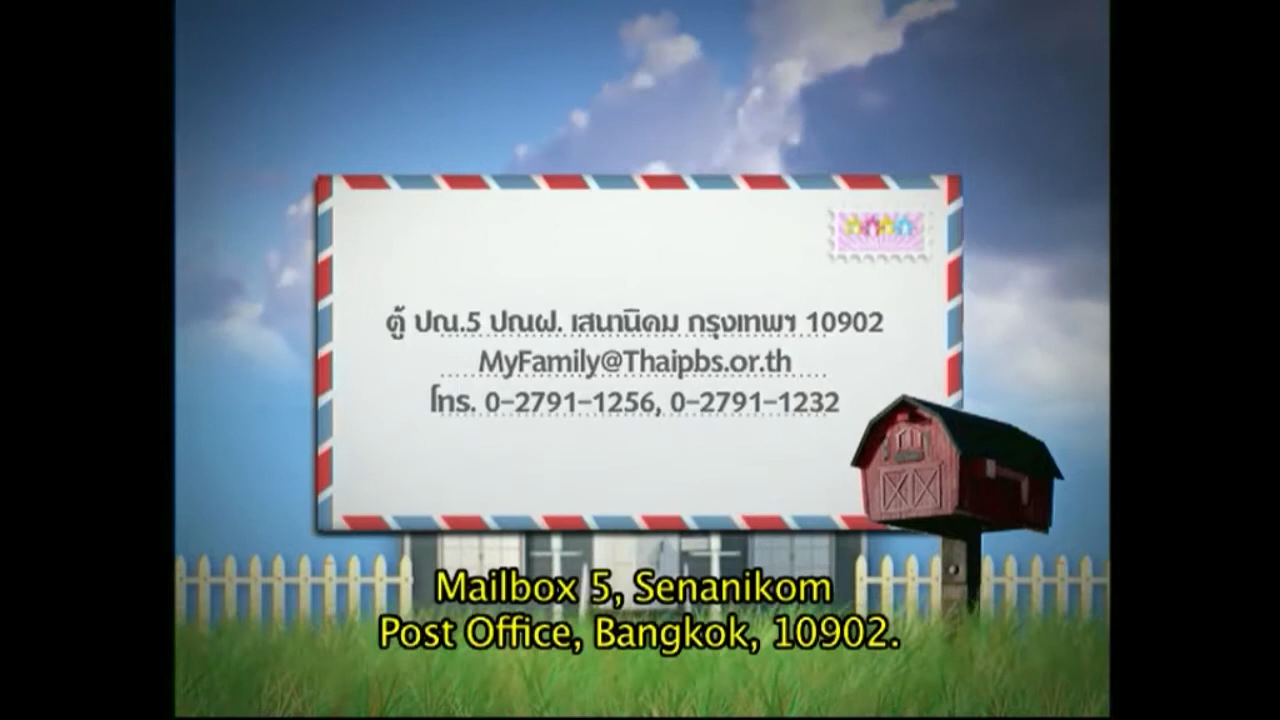 ตู้ ปณ.5 ปณฝ. เสนานิคม กรุงเทพฯ 10902
MyFamily@Thaipbs.or.th
โทร. 0-2791-1256, 0-2791-1232
Mailbox 5, Senanikom
Post Office, Bangkok, 10902.